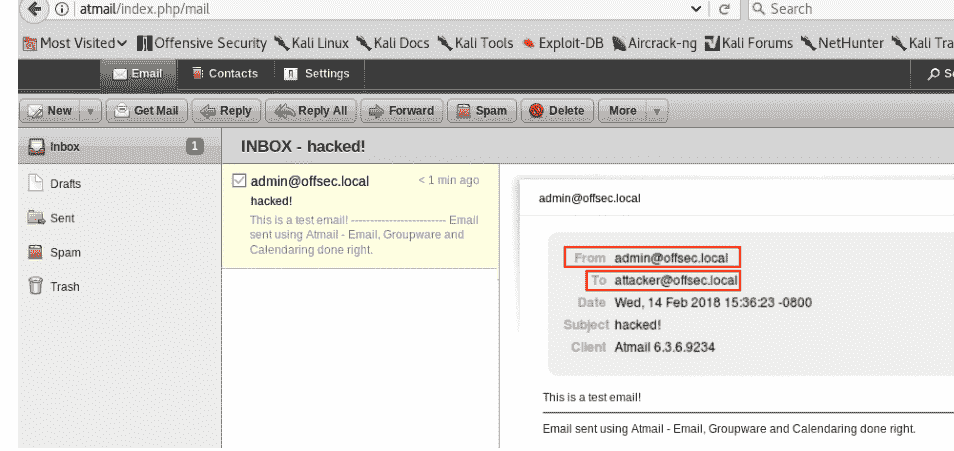 atmail/index.php/mail
Search
Most Visited Offensive Security Kali Linux Kali Docs Kali Tools Exploit-DB Aircrack-ng Kali Forums NetHunter Kali Tra
Email Contacts Settings
New Get Mail Reply Reply All Forward Spam Delete More
Inbox 1
INBOX - hacked!
Drafts
Sent
Spam
Trash
admin@offsec.local < 1 min ago
hacked!
This is a test email! ------------------------- Email
sent using Atmail - Email, Groupware and
Calendaring done right.
admin@offsec.local
From admin@offsec.local
To attacker@offsec.local
Date Wed, 14 Feb 2018 15:36:23 -0800
Subject hacked!
Client Atmail 6.3.6.9234
This is a test email!
Email sent using Atmail - Email, Groupware and Calendaring done right.